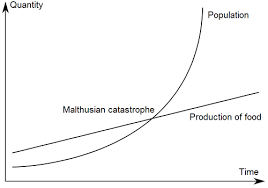 Quantity
Population
Malthusian catastrophe
Production of food
Time